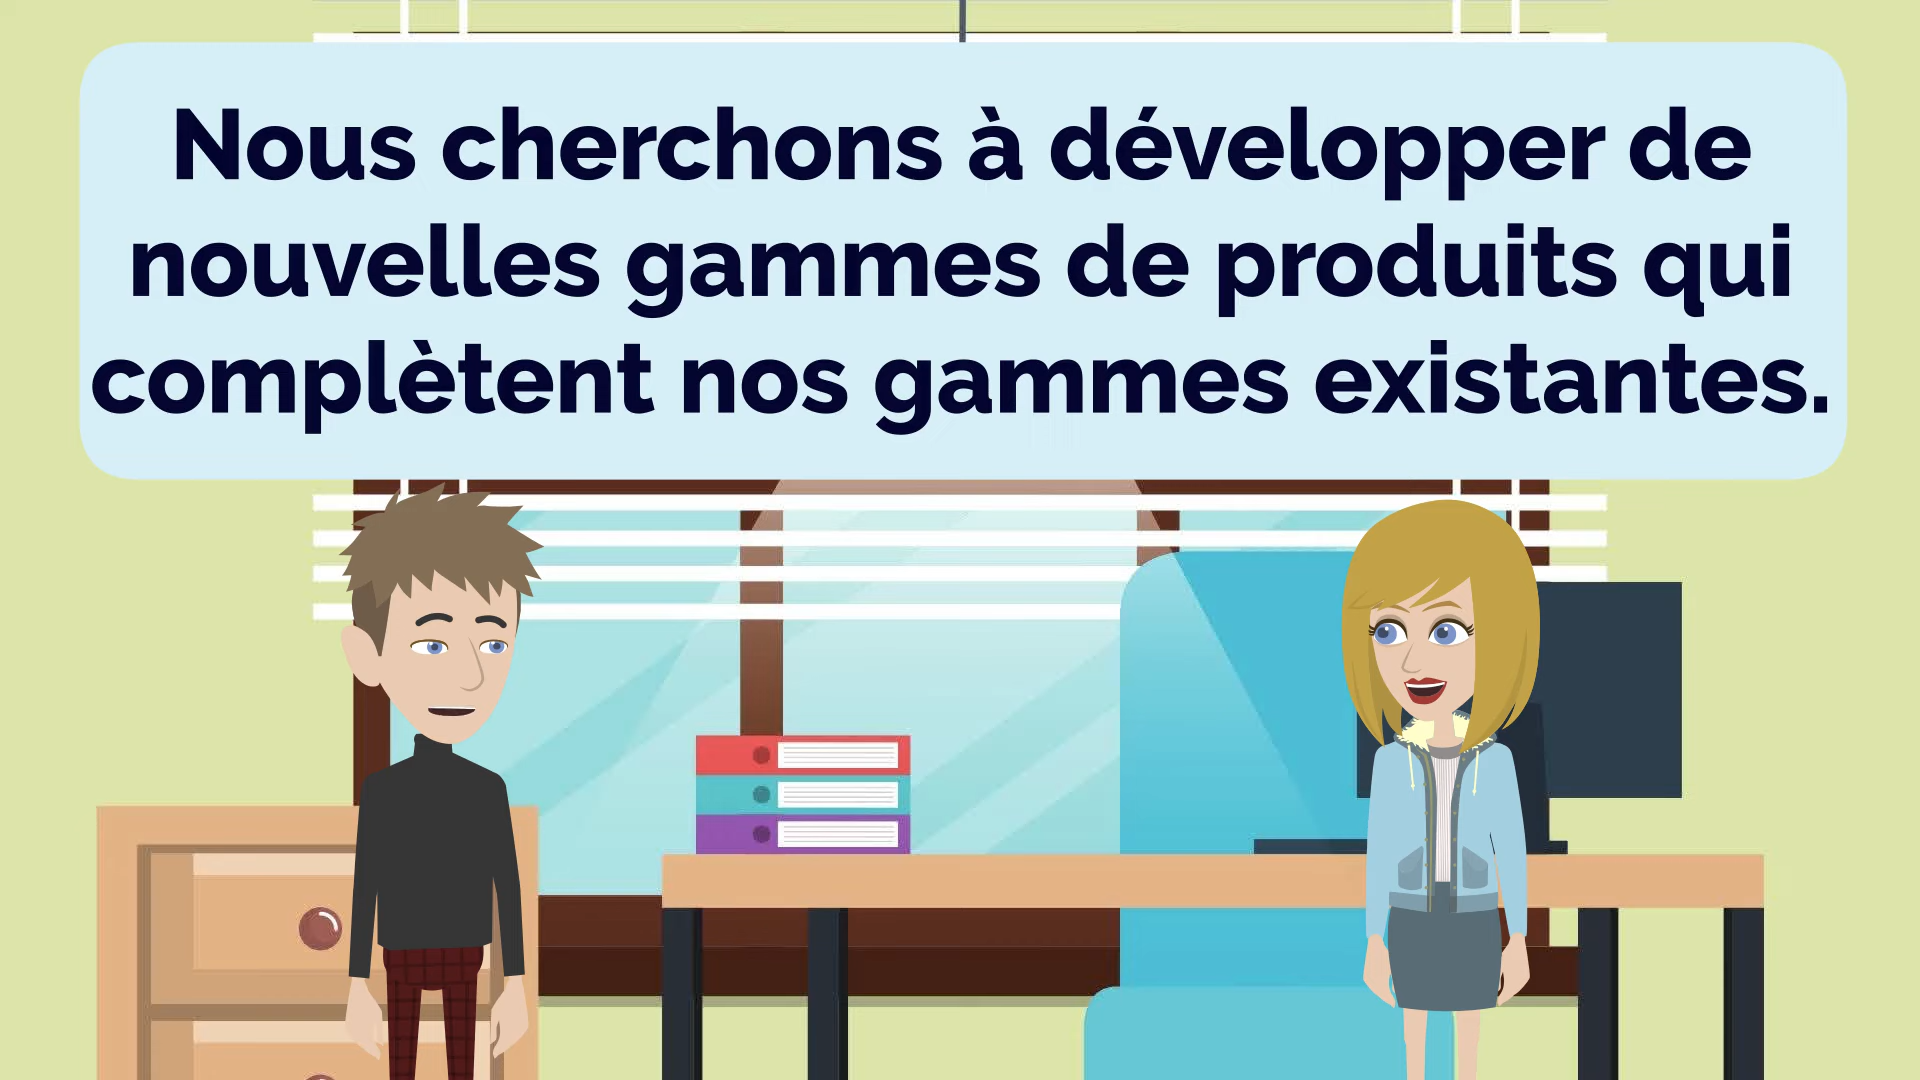 Nous cherchons à développer de
nouvelles gammes de produits qui
complètent nos gammes existantes.